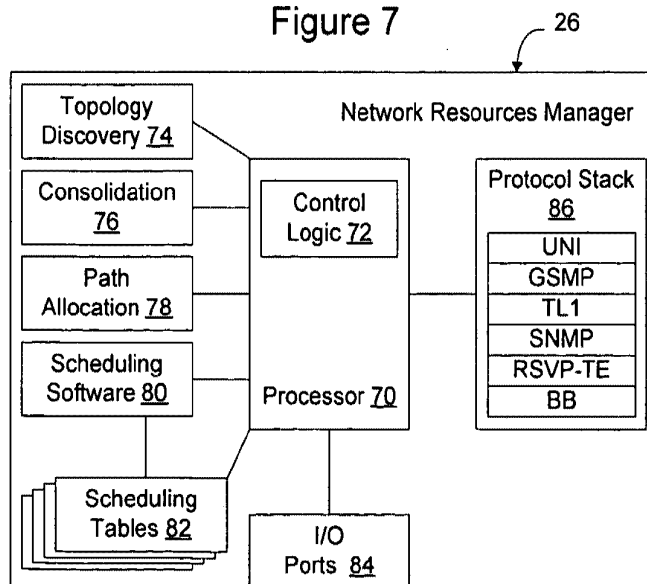 Figure 7
26
Network Resources Manager
Topology
Discovery 74
Consolidation
76
Path
Allocation 78
Scheduling
Software 80
Scheduling
Tables 82
Control
Logic 72
Processor 70
I/O
Ports 84
Protocol Stack
86
UNI
GSMP
TL1
SNMP
RSVP-TE
BB